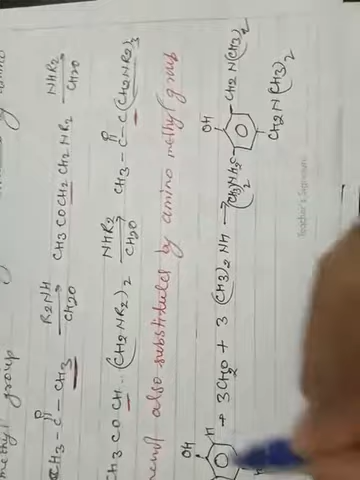 methyl group
CH3-C-CH3 R2NH CH2O CH3COCH2CH2NR2 NHR2 CH2O
O
CH3COCH-(CH2NR2)2 NHR2 CH2O CH3-C-C(CH2NR2)3
O
also substituted by amino methyl group
OH H + 3CH2O + 3(CH3)2NH → OH CH2N(CH3)2
CH2N(CH3)2